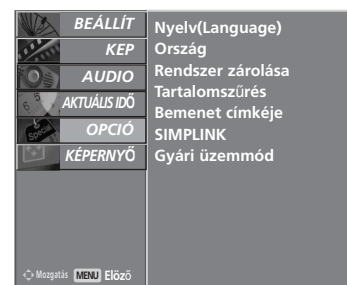 BEÁLLÍT
KEP
AUDIO
AKTUÁLIS IDŐ
OPCIÓ
KÉPERNYŐ
Mozgatás MENU Előző
Nyelv(Language)
Ország
Rendszer zárolása
Tartalomszűrés
Bemenet címkéje
SIMPLINK
Gyári üzemmód